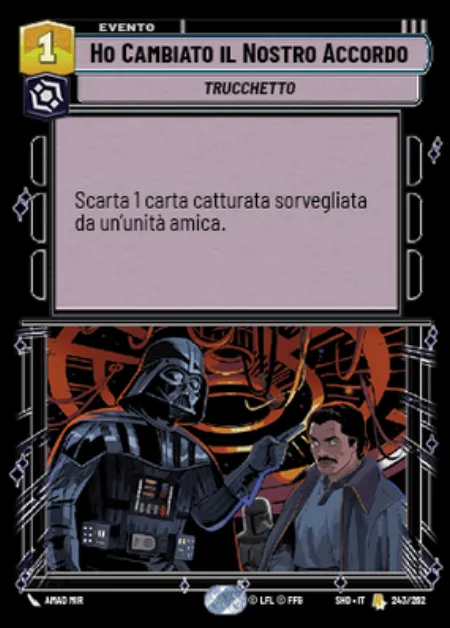 EVENTO
1
HO CAMBIATO IL NOSTRO ACCORDO
TRUCCHETTO
Scarta 1 carta catturata sorvegliata
da un'unità amica.
AMAD MIR
© LFL © FFG
SHD • IT
243/262